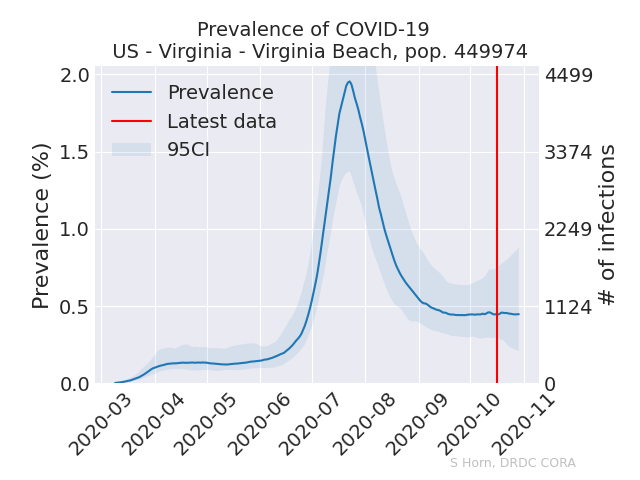 Prevalence of COVID-19
US - Virginia - Virginia Beach, pop. 449974
Prevalence
Latest data
95CI
Prevalence (%)
2.0
1.5
1.0
0.5
0.0
4499
3374
2249
1124
0
# of infections
2020-03
2020-04
2020-05
2020-06
2020-07
2020-08
2020-09
2020-10
2020-11
S Horn, DRDC CORA